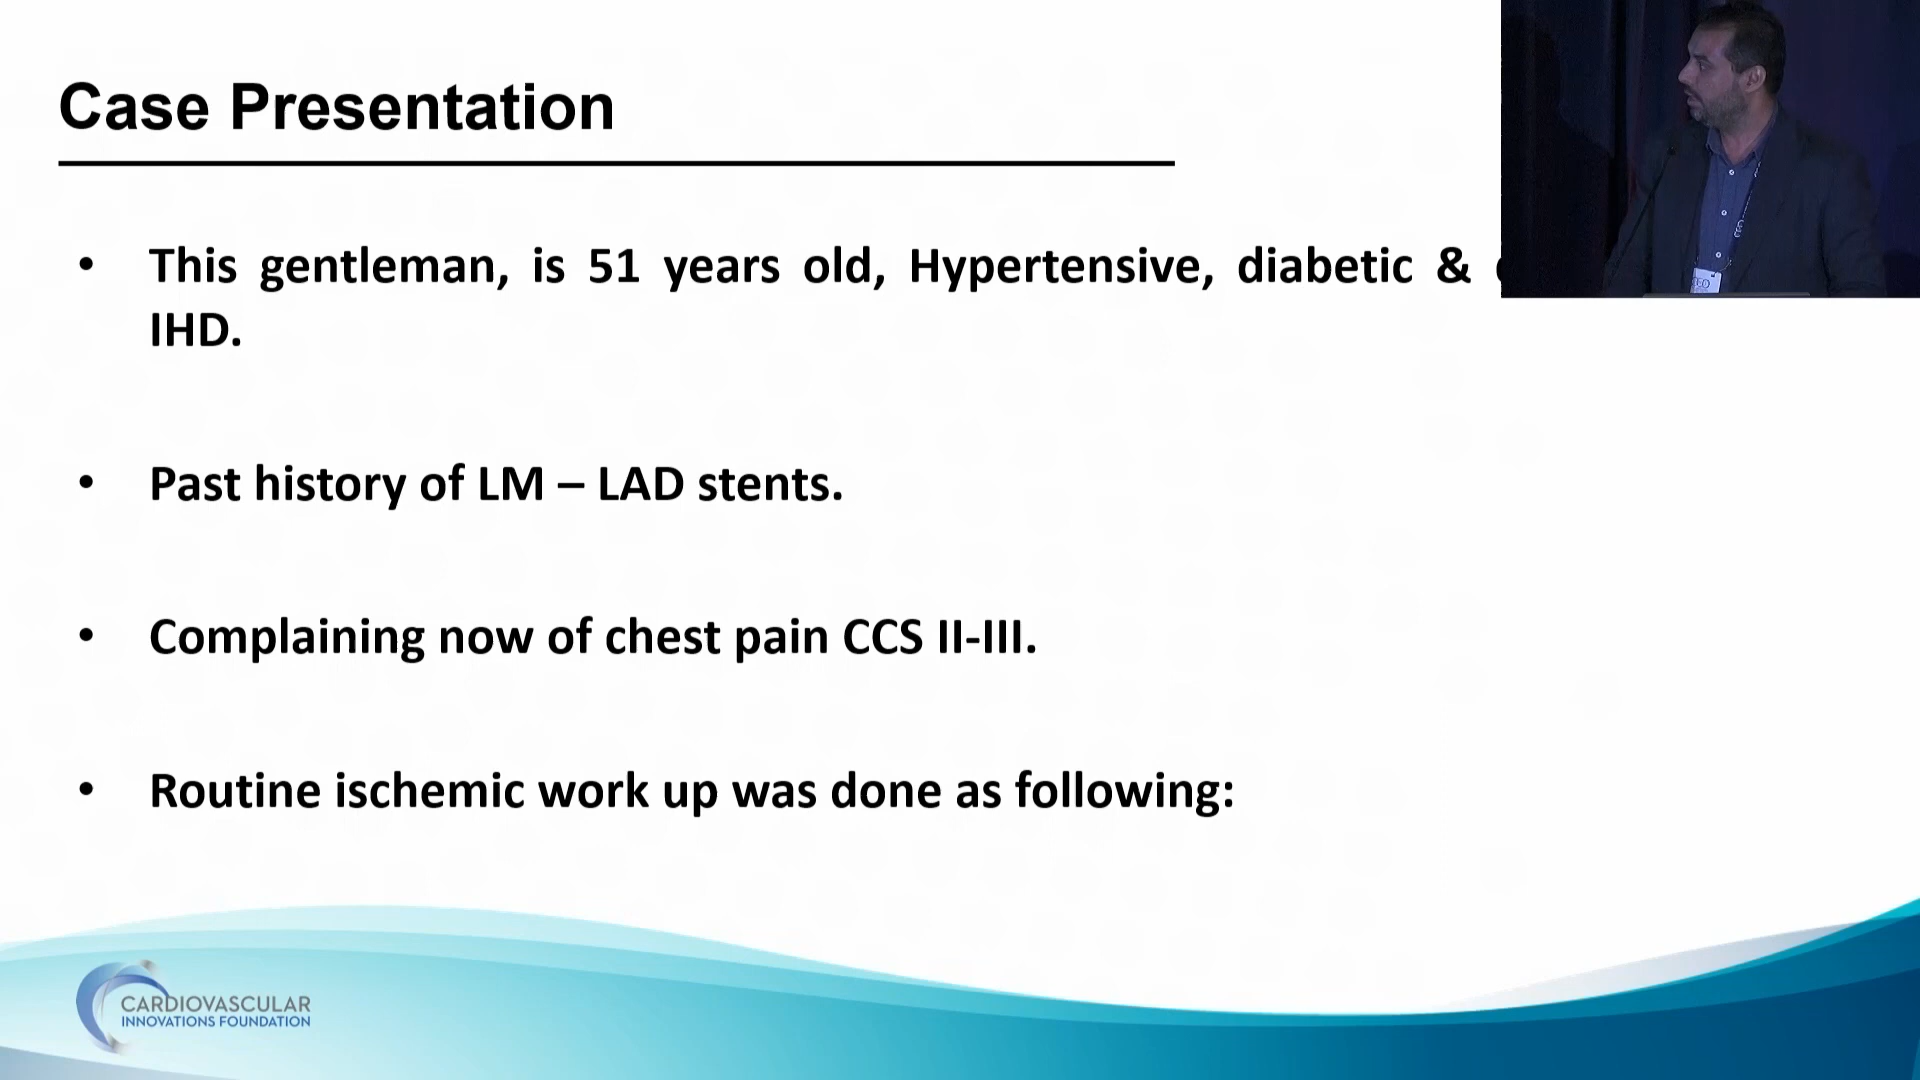 Case Presentation
• This gentleman, is 51 years old, Hypertensive, diabetic &
IHD.
• Past history of LM – LAD stents.
• Complaining now of chest pain CCS II-III.
• Routine ischemic work up was done as following:
CARDIOVASCULAR
INNOVATIONS FOUNDATION